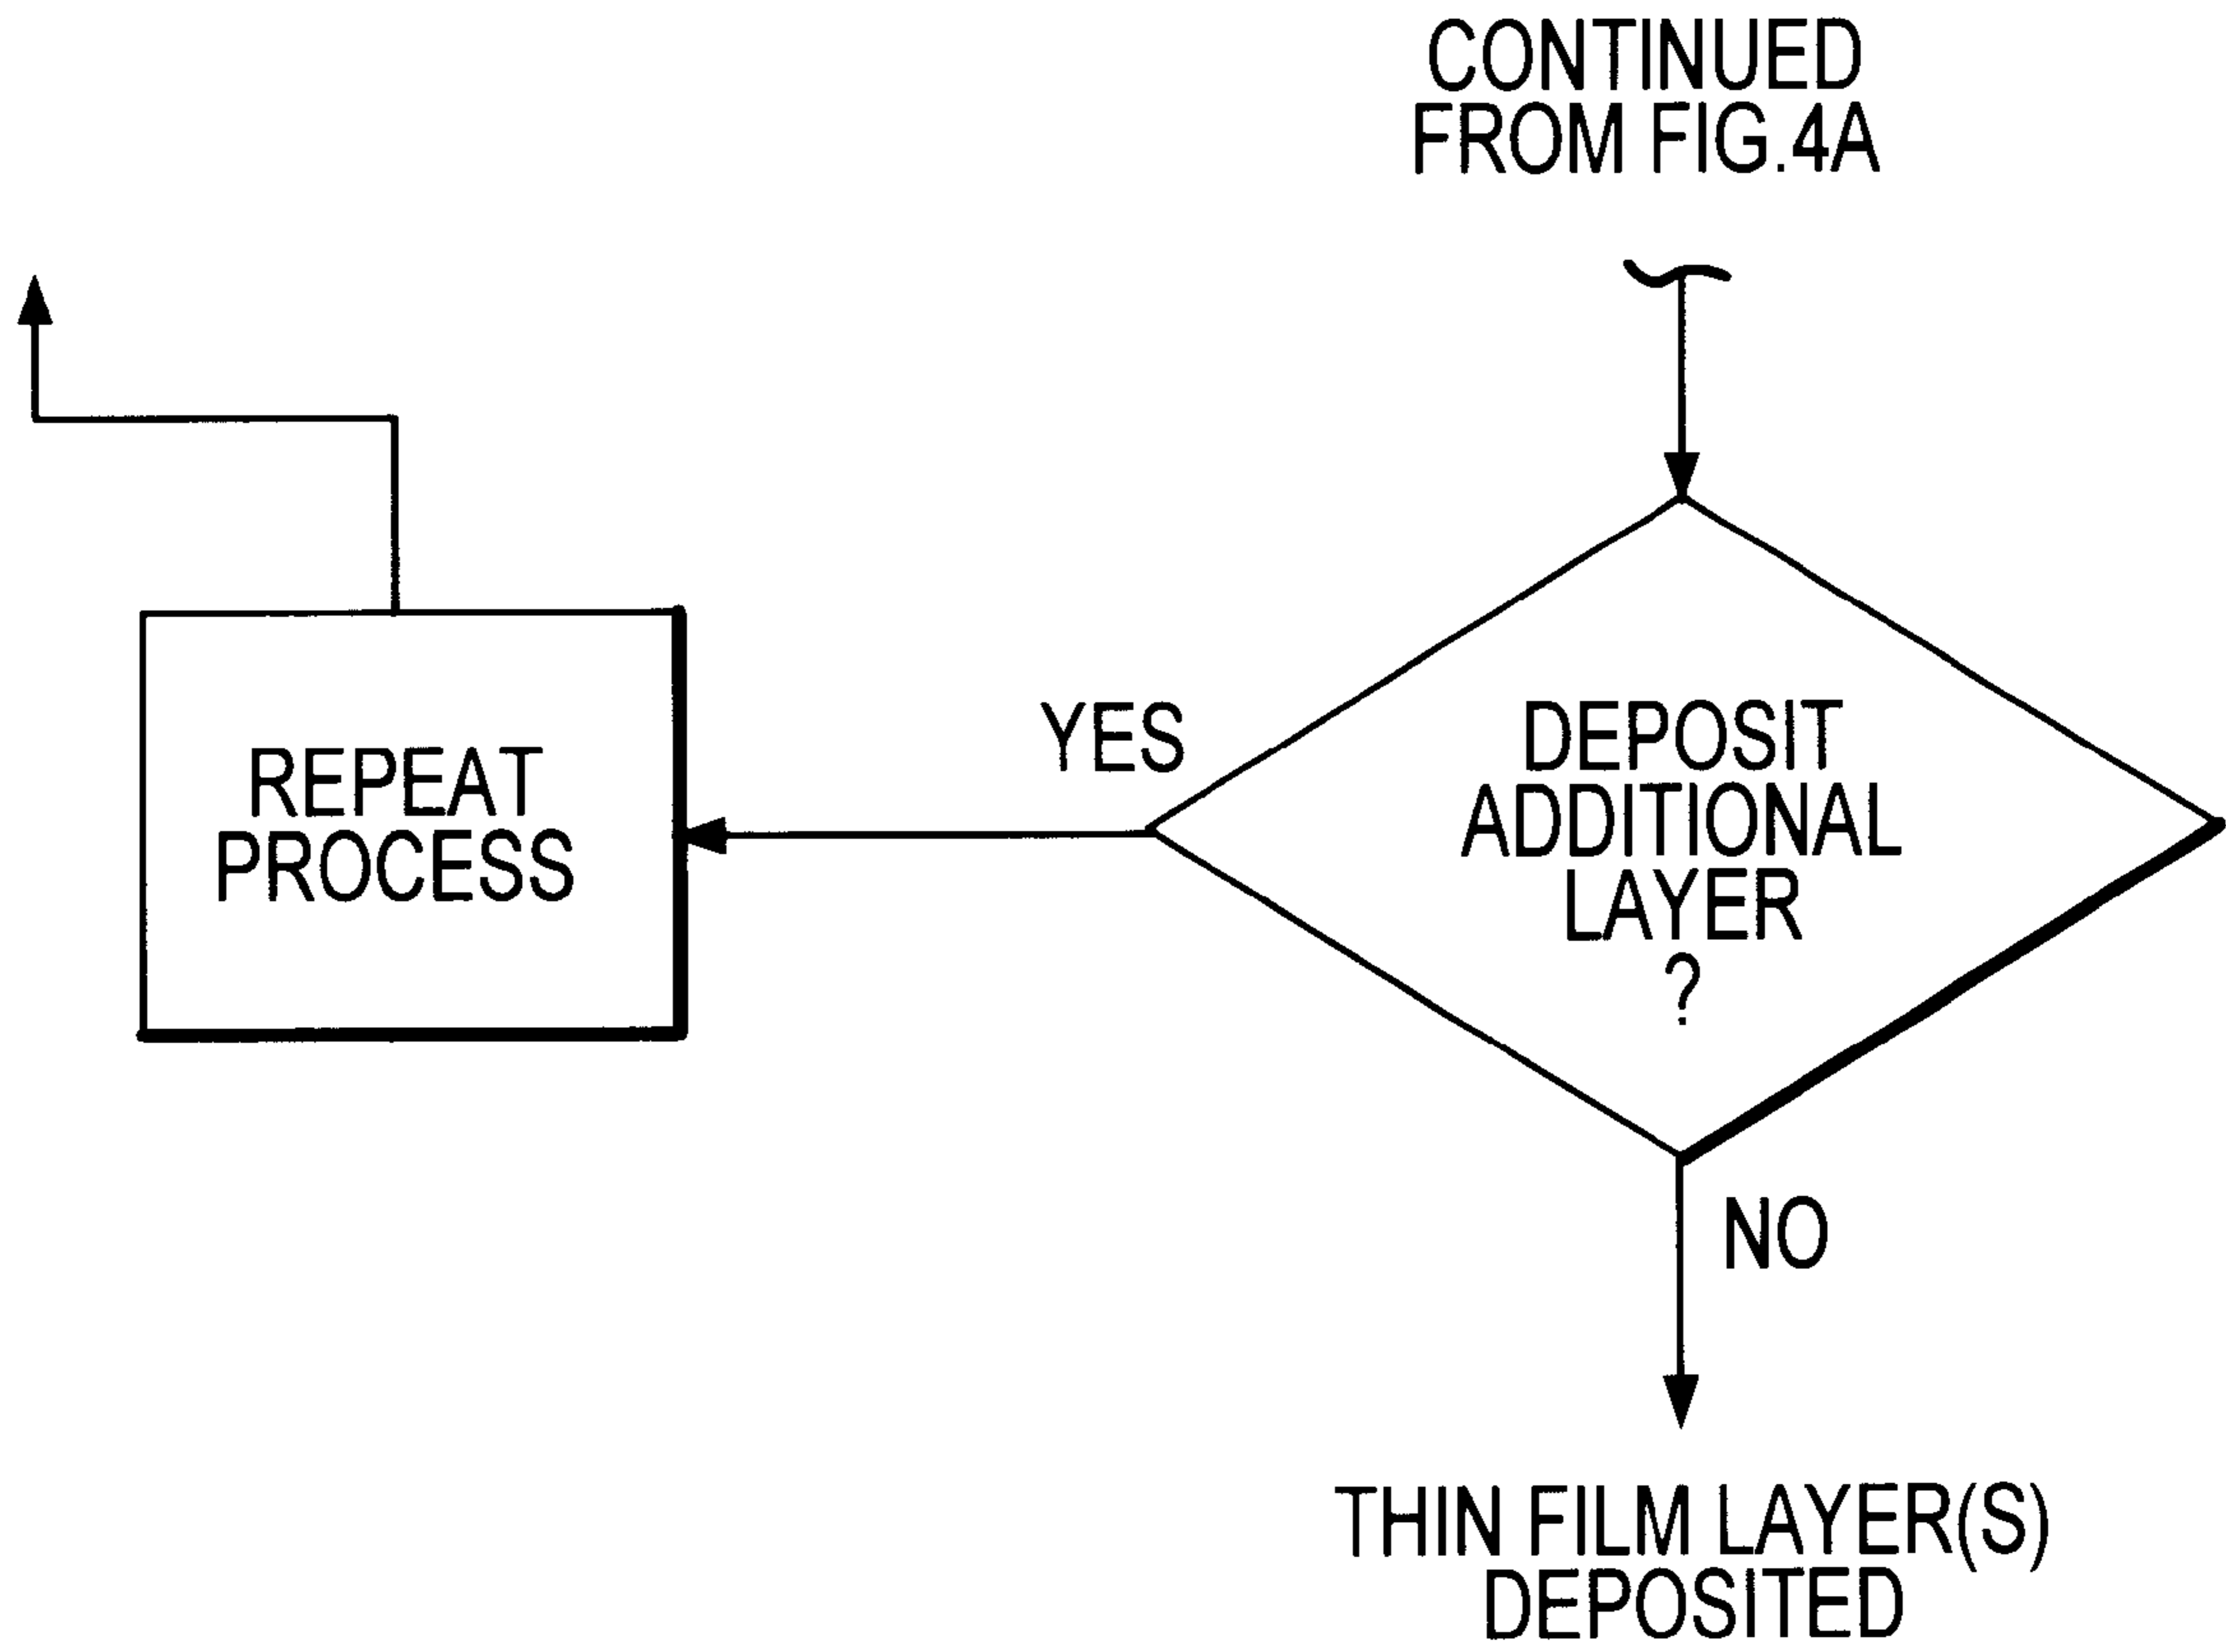 CONTINUED
FROM FIG.4A
YES
DEPOSIT
ADDITIONAL
LAYER
?
REPEAT
PROCESS
NO
THIN FILM LAYER(S)
DEPOSITED